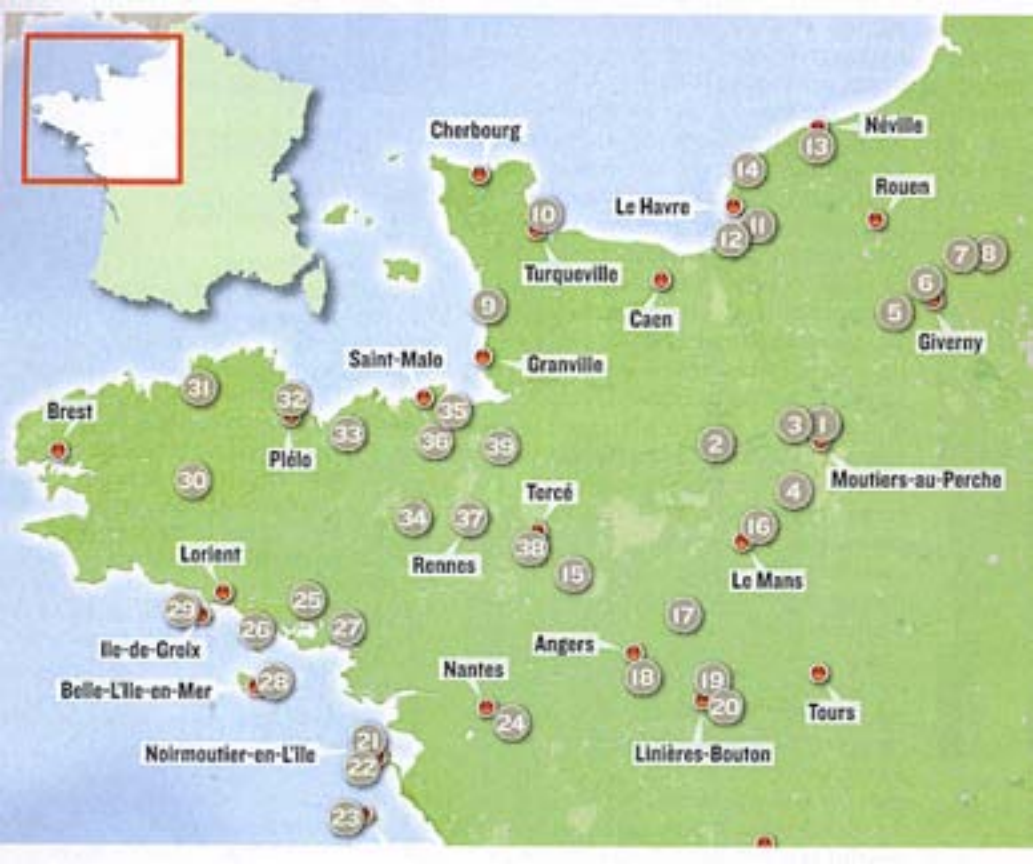 Cherbourg
Néville
13
14
Rouen
Le Havre
10
11
12
7
8
Turqueville
6
Caen
9
5
Giverny
Saint-Malo
Granville
31
32
Brest
35
33
36
39
3
1
2
Plélo
30
Moutiers-au-Perche
4
Torcé
34
37
16
38
Rennes
Lorient
15
Le Mans
29
25
17
26
27
Ile-de-Groix
Angers
Nantes
18
19
28
Belle-L'Ile-en-Mer
20
Tours
24
21
Noirmoutier-en-L'île
Linières-Bouton
22
23